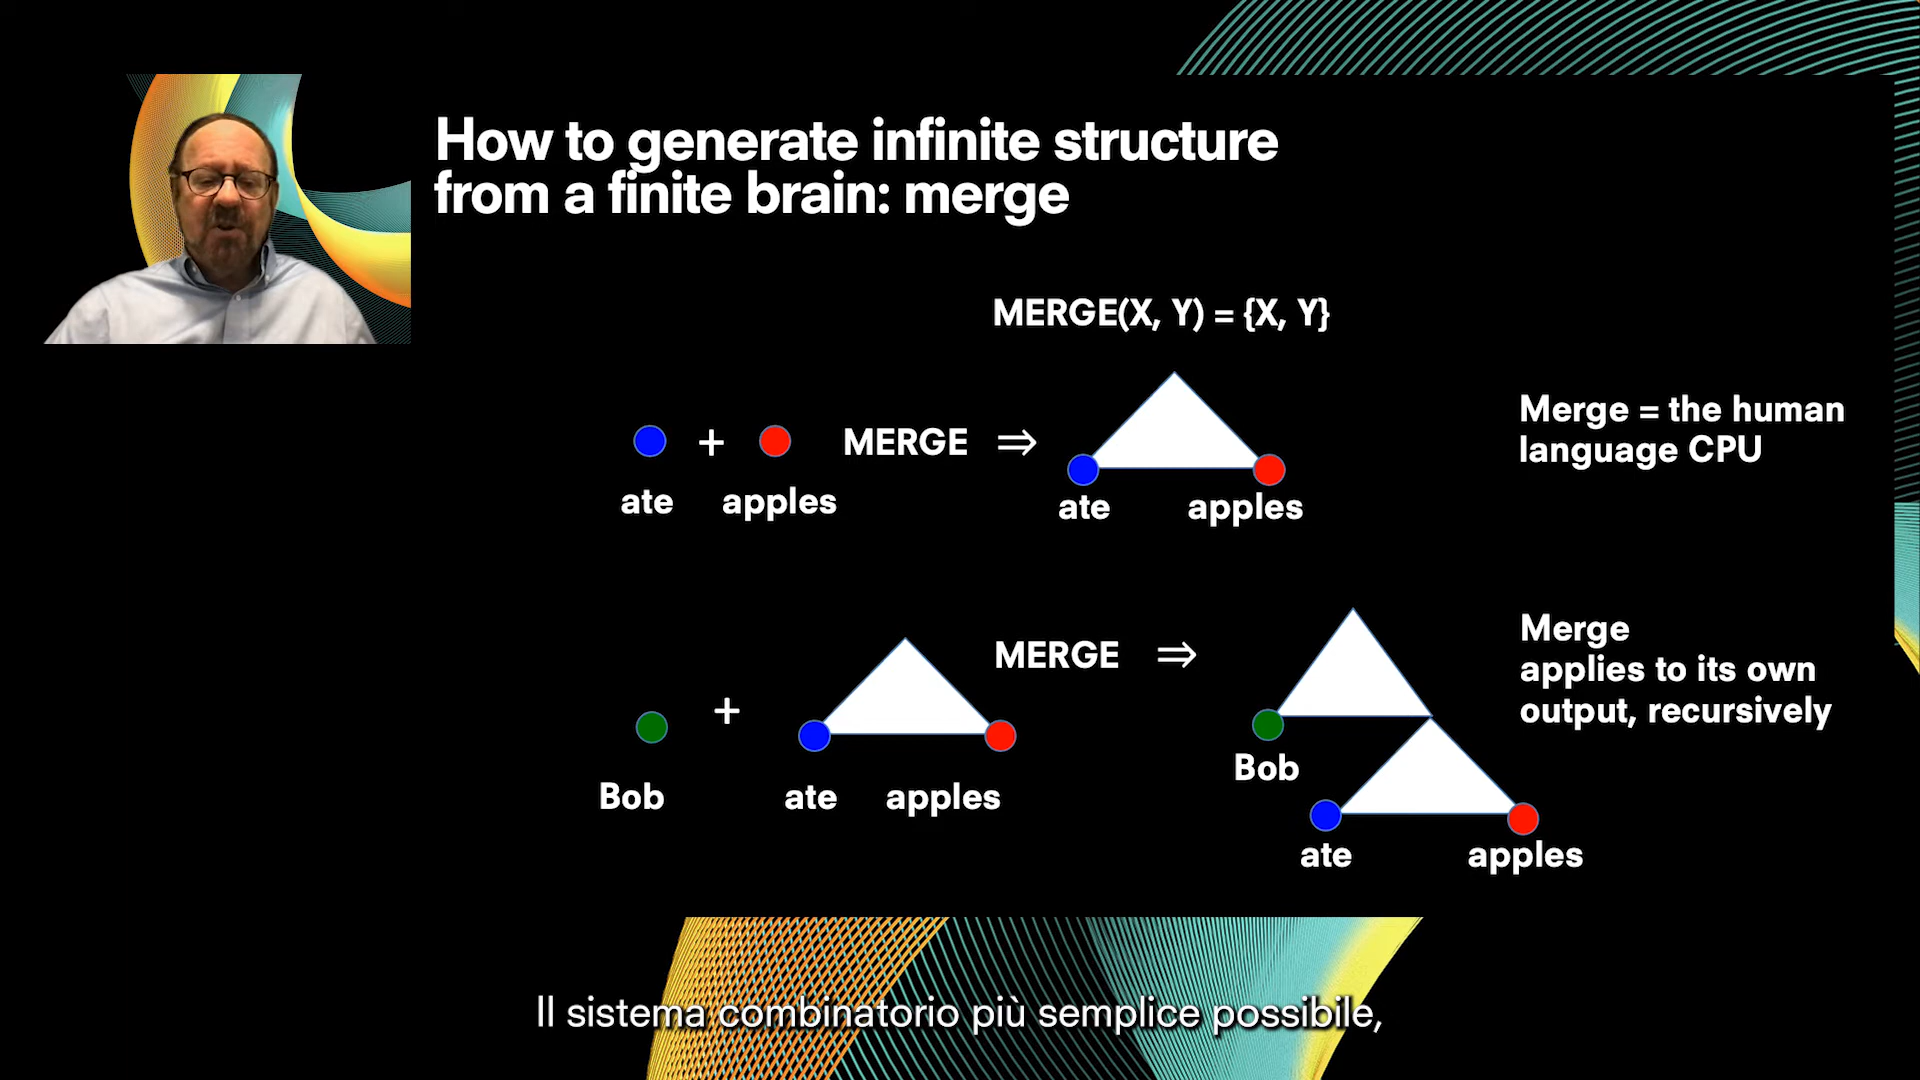 How to generate infinite structure
from a finite brain: merge
MERGE(X, Y) = {X, Y}
+ MERGE ⇒
ate apples
ate apples
Merge = the human
language CPU
+ MERGE ⇒
Bob ate apples
Bob
ate apples
Merge
applies to its own
output, recursively
Il sistema combinatorio più semplice possibile,